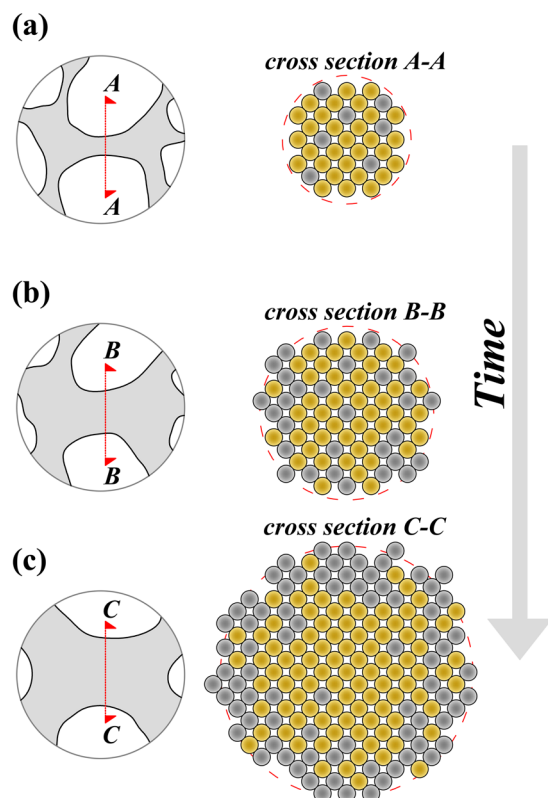 (a)
cross section A-A
A
A
(b)
cross section B-B
B
B
Time
(c)
cross section C-C
C
C